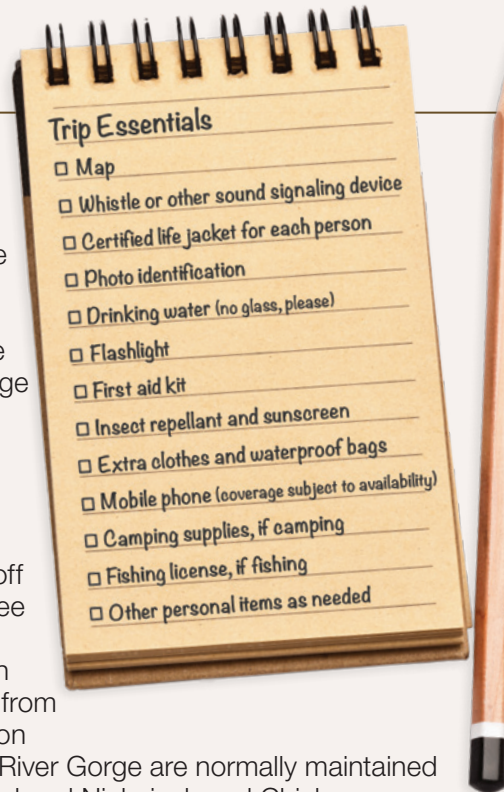 Trip Essentials
☐ Map
☐ Whistle or other sound signaling device
☐ Certified life jacket for each person
☐ Photo identification
☐ Drinking water (no glass, please)
☐ Flashlight
☐ First aid kit
☐ Insect repellant and sunscreen
☐ Extra clothes and waterproof bags
☐ Mobile phone (coverage subject to availability)
☐ Camping supplies, if camping
☐ Fishing license, if fishing
☐ Other personal items as needed
off
from
on
River Gorge are normally maintained